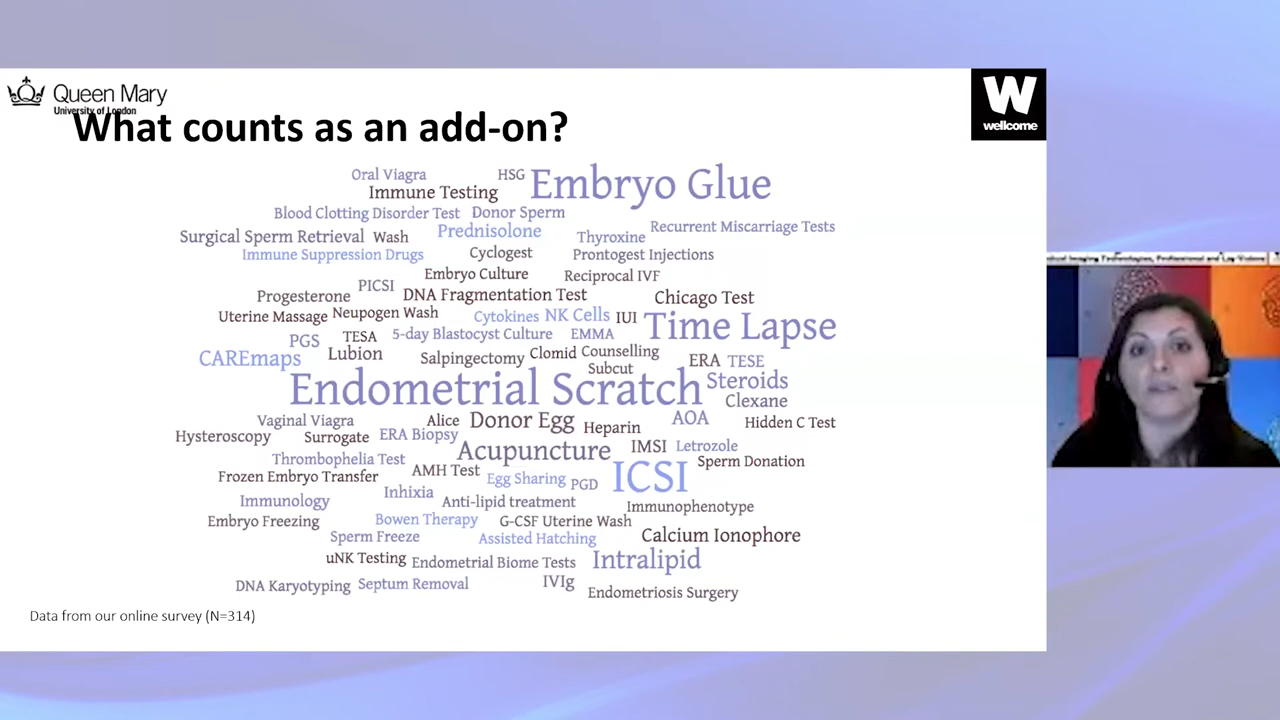 Queen Mary
University of London
W
wellcome
What counts as an add-on?
Oral Viagra HSG Embryo Glue
Immune Testing
Blood Clotting Disorder Test Donor Sperm
Recurrent Miscarriage Tests
Surgical Sperm Retrieval Wash Prednisolone Thyroxine
Immune Suppression Drugs Cyclogest Prontogest Injections
Embryo Culture Reciprocal IVF
PICSI
Progesterone DNA Fragmentation Test Chicago Test
Uterine Massage Neupogen Wash Cytokines NK Cells IUI Time Lapse
PGS TESA 5-day Blastocyst Culture EMMA
CAREmaps Lubion Salpingectomy Clomid Counselling ERA TESE
Subcut
Endometrial Scratch Steroids
Clexane
Vaginal Viagra Alice Donor Egg Heparin AOA Hidden C Test
Hysteroscopy Surrogate ERA Biopsy
Acupuncture IMSI Letrozole
Thrombophelia Test Sperm Donation
Frozen Embryo Transfer AMH Test Egg Sharing PGD ICSI
Immunology Inhixia Anti-lipid treatment Immunophenotype
Embryo Freezing Bowen Therapy G-CSF Uterine Wash
Sperm Freeze Assisted Hatching Calcium Ionophore
uNK Testing Endometrial Biome Tests Intralipid
DNA Karyotyping Septum Removal IVIg Endometriosis Surgery
Data from our online survey (N=314)